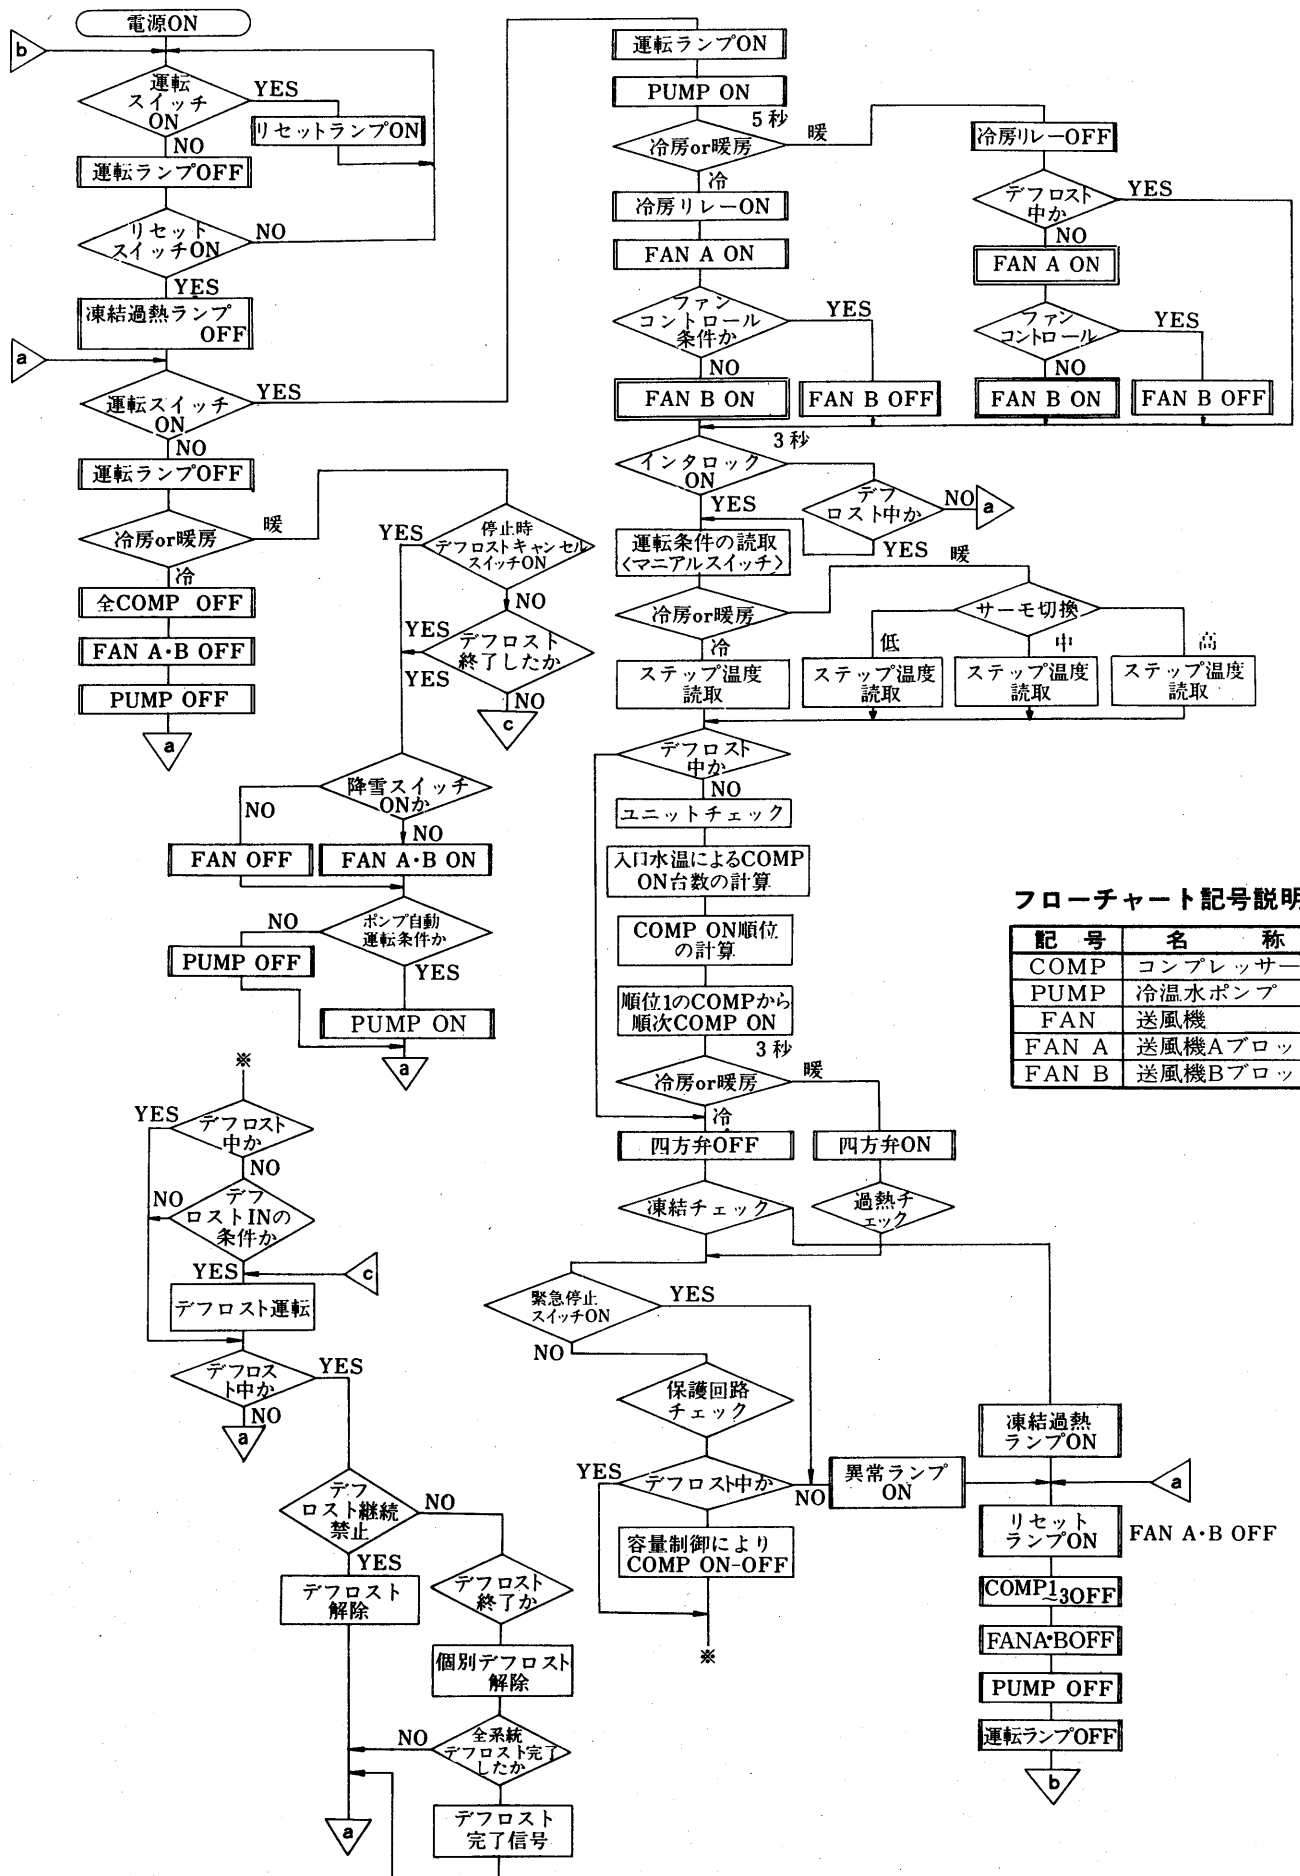 電源ON
b
運転
スイッチ
ON
YES
リセットランプON
NO
運転ランプOFF
リセット
スイッチON
NO
YES
凍結過熱ランプ
OFF
a
運転スイッチ
ON
YES
NO
運転ランプOFF
冷房or暖房
暖
冷
全COMP OFF
FAN A・B OFF
PUMP OFF
a
YES
停止時
デフロストキャンセル
スイッチON
NO
YES
デフロスト
終了したか
YES
NO
c
降雪スイッチ
ONか
NO
NO
FAN OFF
FAN A・B ON
NO
ポンプ自動
運転条件か
PUMP OFF
YES
PUMP ON
a
※
YES
デフロスト
中か
NO
NO
デフ
ロストINの
条件か
YES
c
デフロスト運転
デフロス
ト中か
YES
NO
a
デフ
ロスト継続
禁止
NO
YES
デフロスト
解除
デフロスト
終了か
個別デフロスト
解除
NO
全系統
デフロスト完了
したか
a
デフロスト
完了信号
運転ランプON
PUMP ON
5秒
冷房or暖房
暖
冷
冷房リレーON
FAN A ON
ファン
コントロール
条件か
YES
NO
FAN B ON
FAN B OFF
冷房リレーOFF
デフロスト
中か
YES
NO
FAN A ON
ファン
コントロール
YES
NO
FAN B ON
FAN B OFF
3秒
インタロック
ON
YES
デフ
ロスト中か
NO
a
YES
運転条件の読取
<マニアルスイッチ>
暖
冷房or暖房
冷
サーモ切換
低
中
高
ステップ温度
読取
ステップ温度
読取
ステップ温度
読取
ステップ温度
読取
デフロスト
中か
NO
ユニットチェック
入口水温によるCOMP
ON台数の計算
COMP ON順位
の計算
順位1のCOMPから
順次COMP ON
3秒
冷房or暖房
暖
冷
四方弁OFF
四方弁ON
凍結チェック
過熱チ
ェック
緊急停止
スイッチON
YES
NO
保護回路
チェック
YES
デフロスト中か
NO
容量制御により
COMP ON-OFF
※
異常ランプ
ON
凍結過熱
ランプON
a
リセット
ランプON
FAN A・B OFF
COMP1~3OFF
FANA・BOFF
PUMP OFF
運転ランプOFF
b
フローチャート記号説明
記 号 名 称
COMP コンプレッサー
PUMP 冷温水ポンプ
FAN 送風機
FAN A 送風機Aブロッ
FAN B 送風機Bブロッ